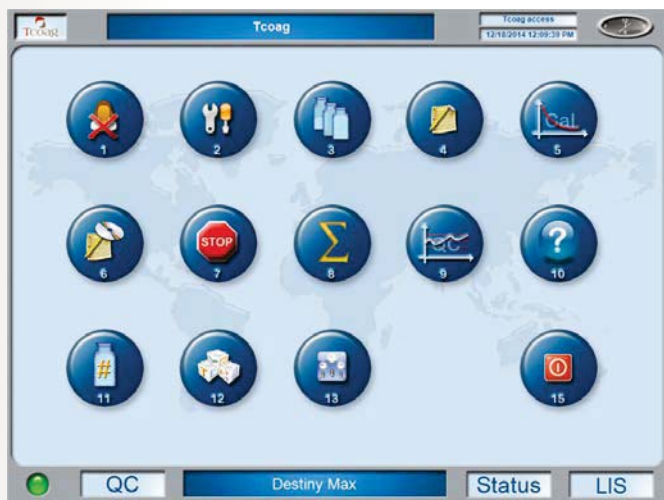 Tcoag
Tcoag
Tcoag access
12/18/2014 12:09:39 PM
1
2
3
4
Cal
5
6
STOP
7
Σ
8
QC
9
?
10
#
11
12
13
15
QC
Destiny Max
Status
LIS